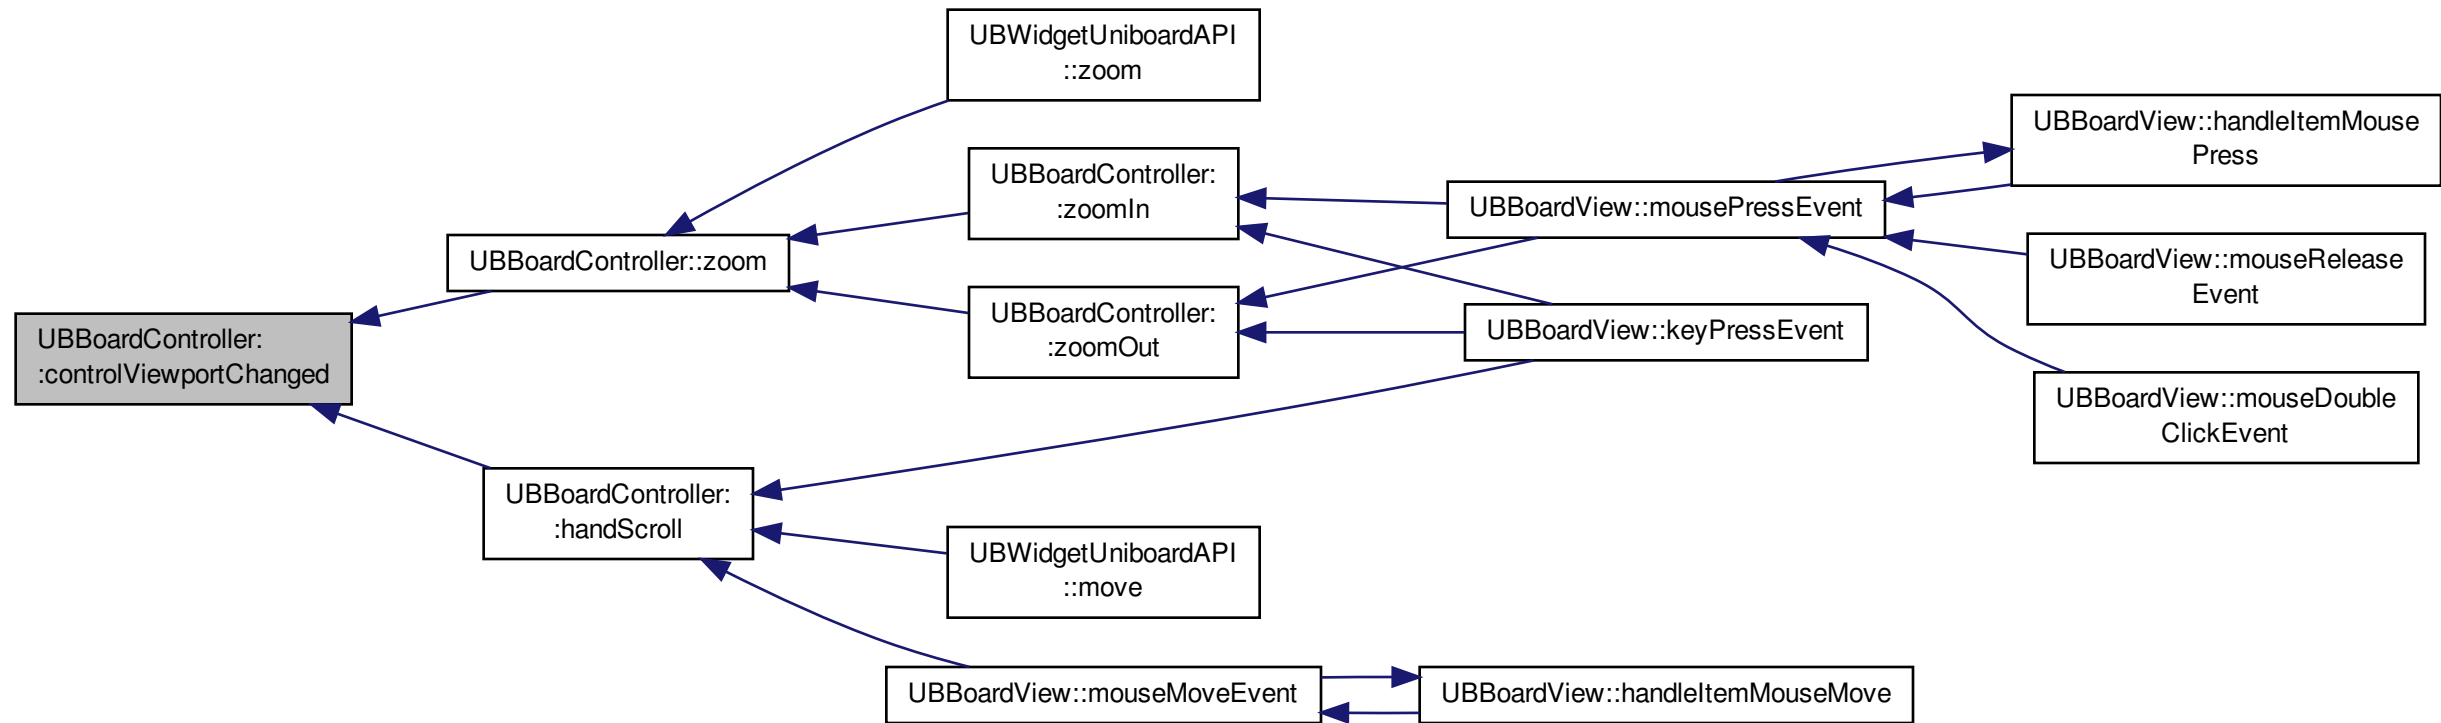 UBBoardController:
:controlViewportChanged
UBBoardController::zoom
UBWidgetUniboardAPI
::zoom
UBBoardController:
:zoomIn
UBBoardController:
:zoomOut
UBBoardView::mousePressEvent
UBBoardView::keyPressEvent
UBBoardView::handleItemMouse
Press
UBBoardView::mouseRelease
Event
UBBoardView::mouseDouble
ClickEvent
UBBoardController:
:handScroll
UBWidgetUniboardAPI
::move
UBBoardView::mouseMoveEvent
UBBoardView::handleItemMouseMove